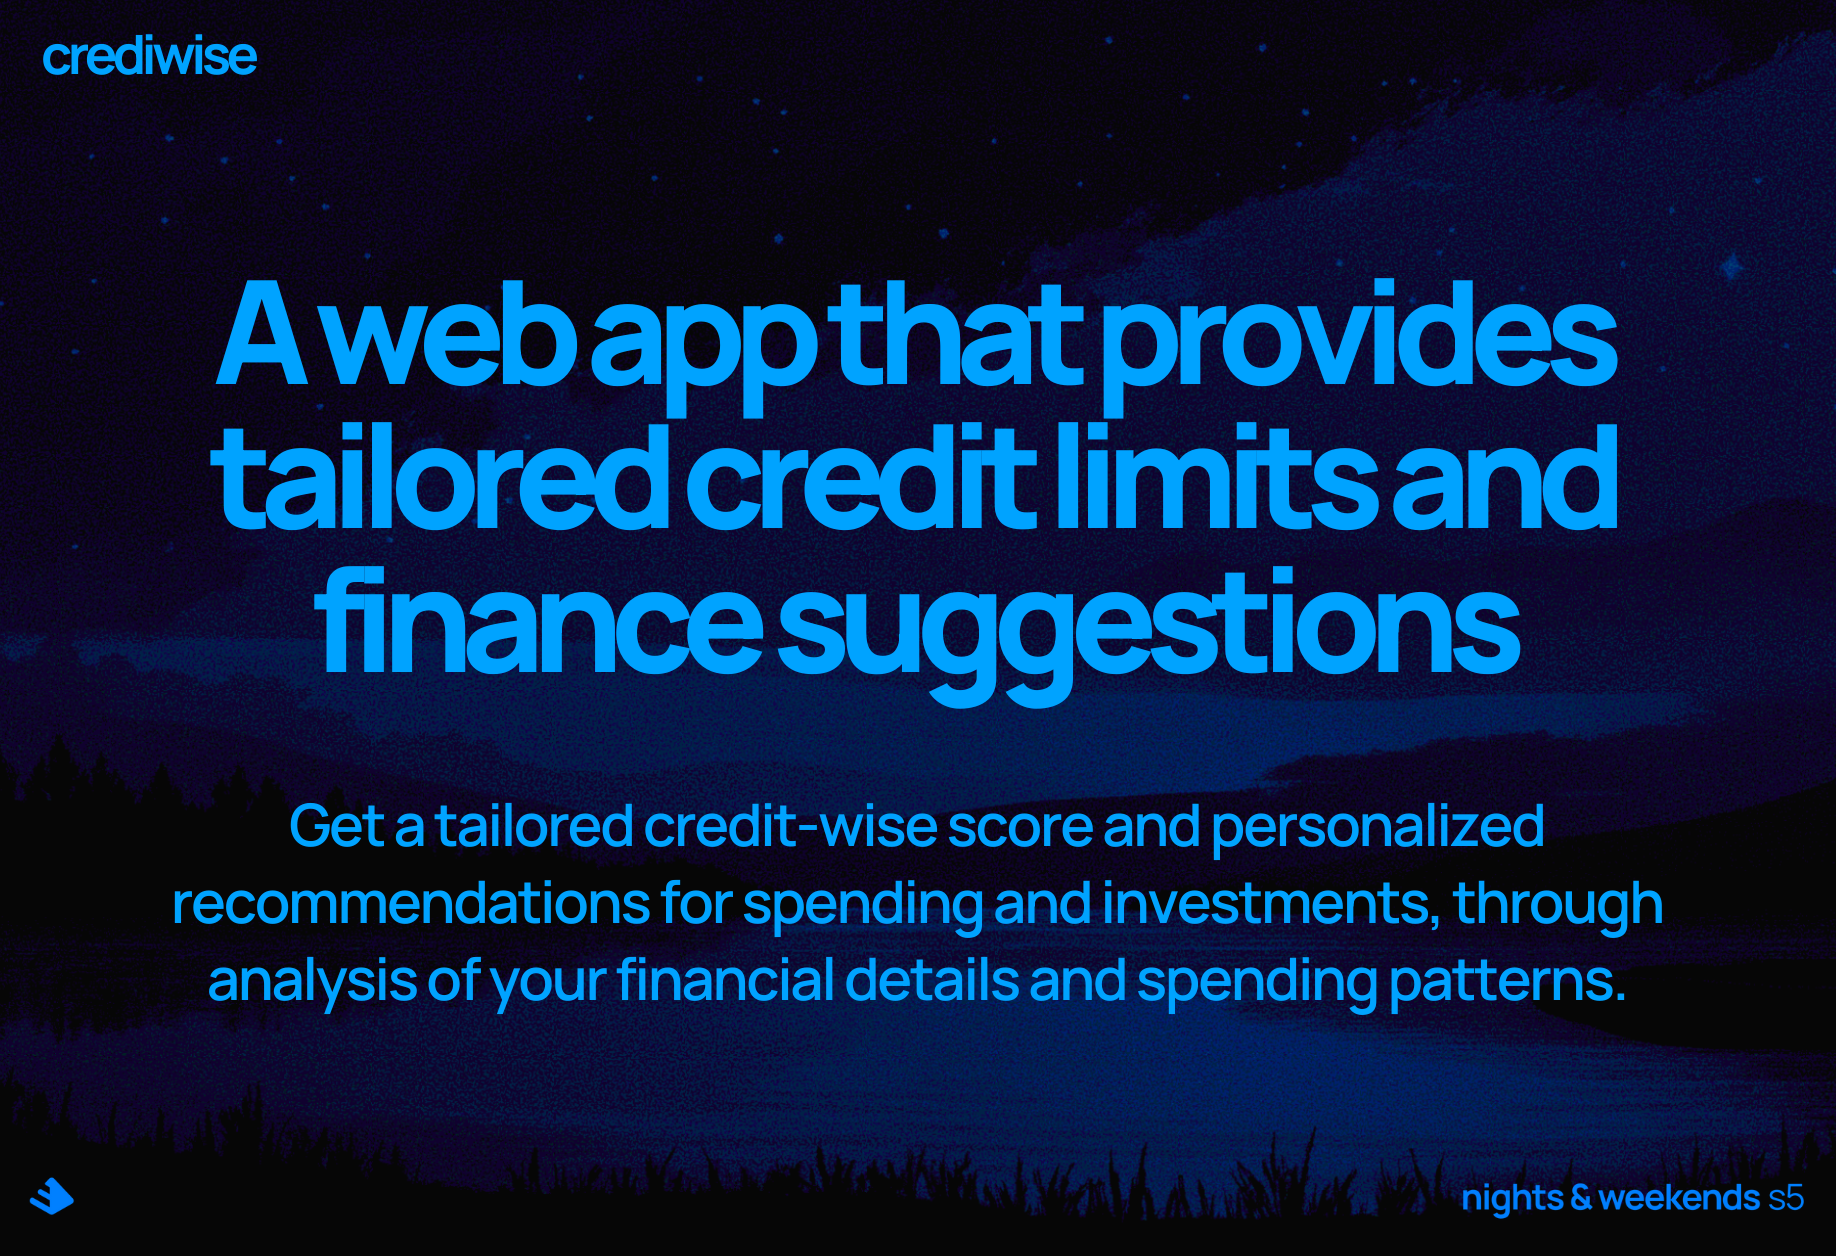 crediwise
A web app that provides
tailored credit limits and
finance suggestions
Get a tailored credit-wise score and personalized
recommendations for spending and investments, through
analysis of your financial details and spending patterns.
nights & weekends s5